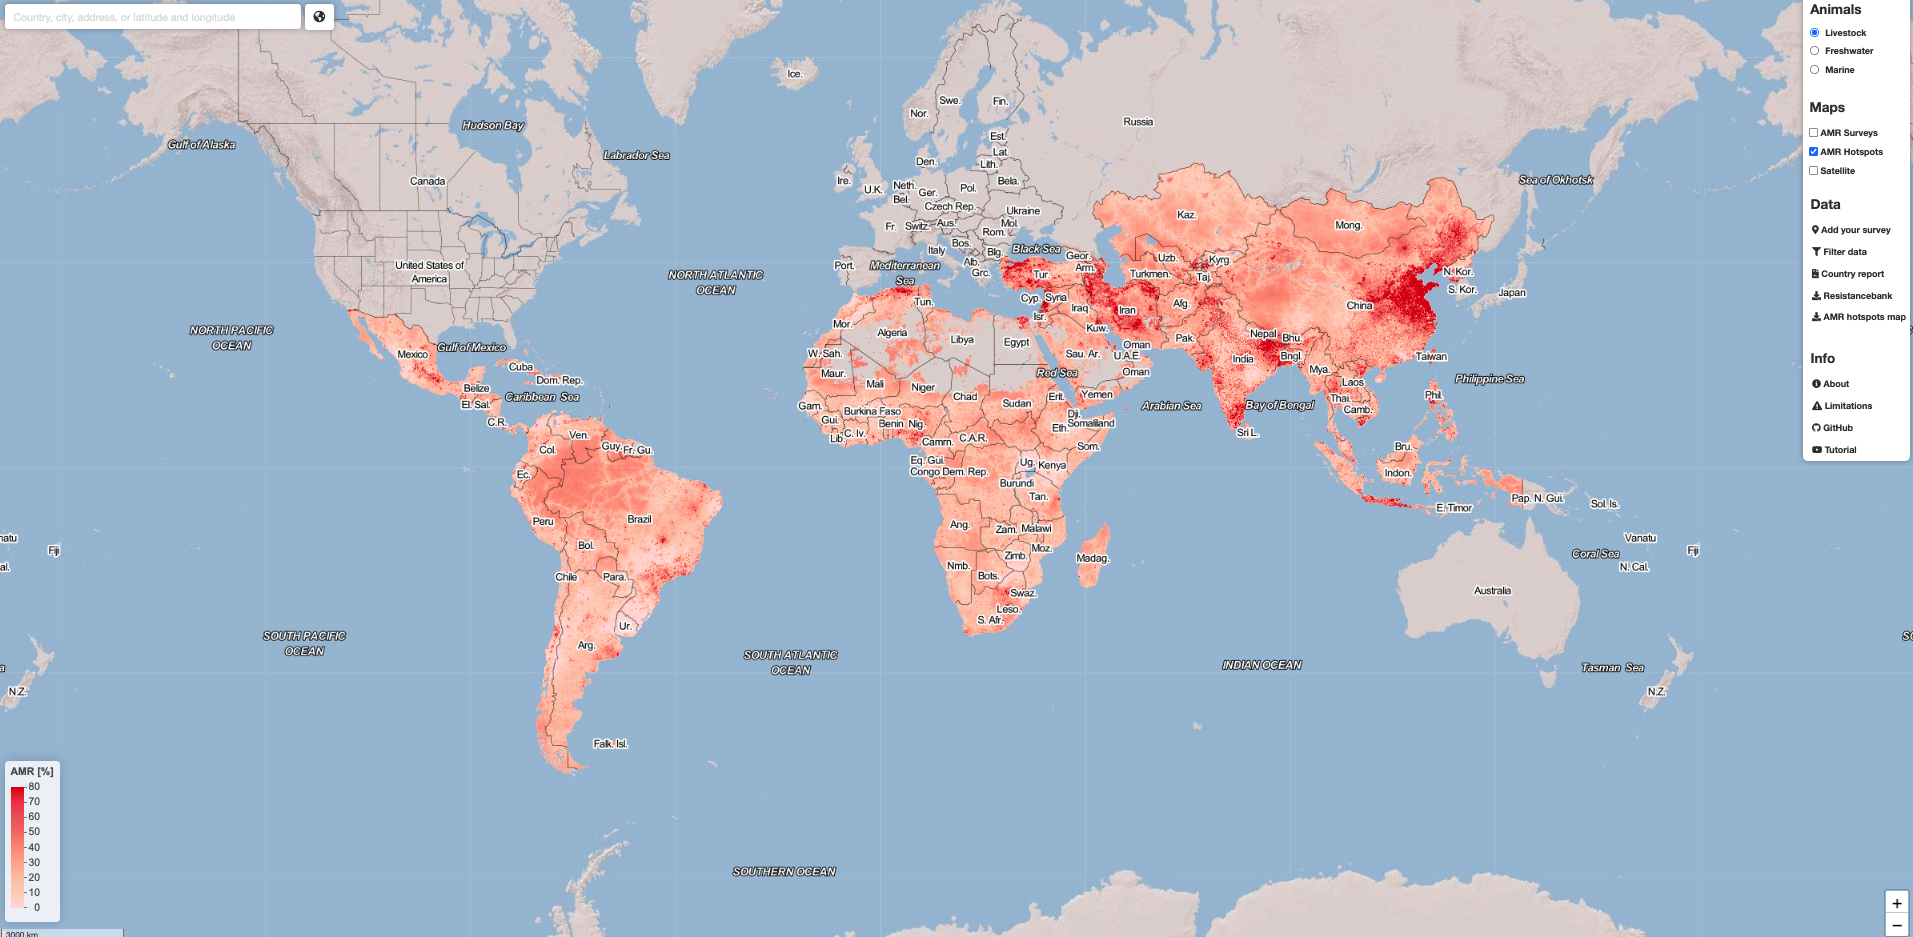 Country, city, address, or latitude and longitude
Animals
Livestock
Freshwater
Marine
Maps
AMR Surveys
AMR Hotspots
Satellite
Data
Add your survey
Filter data
Country report
Resistancebank
AMR hotspots map
Info
About
Limitations
GitHub
Tutorial
Ice.
Swe.
Fin.
Nor.
Russia
Hudson Bay
Gulf of Alaska
Labrador Sea
Est.
Lat.
Lith.
Den.
Canada
Ire.
U.K.
Neth.
Bel.
Ger.
Pol.
Bela.
Sea of Okhotsk
Czech Rep.
Ukraine
Kaz.
Mong.
Fr.
Switz.
Aus.
Mol.
Rom.
Bos.
Italy
Blg.
Black Sea
Alb.
Grc.
Geor.
Arm.
Uzb.
Kyrg.
United States of
America
Port.
Mediterranean
Sea
Tur.
Turkmen.
Taj.
N. Kor.
S. Kor.
Japan
NORTH ATLANTIC
OCEAN
Tun.
Cyp.
Syria
Isr.
Iraq
Iran
Afg.
China
NORTH PACIFIC
OCEAN
Mor.
Algeria
Libya
Egypt
Kuw.
Pak.
Nepal
Bhu.
Mexico
Gulf of Mexico
W. Sah.
Sau. Ar.
Oman
U.A.E.
India
Bngl.
Taiwan
Cuba
Dom. Rep.
Maur.
Mali
Niger
Red Sea
Oman
Mya.
Laos
Philippine Sea
Belize
Caribbean Sea
El. Sal.
Chad
Sudan
Erit.
Yemen
Arabian Sea
Bay of Bengal
Thai.
Camb.
Phil.
Gam.
Burkina Faso
Gui.
Benin
Nig.
Dji.
Eth.
Somaliland
C.R.
Lib.
C. Iv.
Camrn.
C.A.R.
Som.
Sri L.
Ven.
Col.
Guy.
Fr. Gu.
Eq. Gui.
Congo
Dem. Rep.
Ug.
Kenya
Bru.
Indon.
Ec.
Burundi
Tan.
Pap. N. Gui.
Sol. Is.
E. Timor
Peru
Brazil
Ang.
Zam.
Malawi
natu
Fiji
Vanatu
Fiji
Bol.
Moz.
Zimb.
Madag.
Coral Sea
al.
N. Cal.
Chile
Para.
Nmb.
Bots.
Swaz.
Australia
Leso.
S. Afr.
Ur.
SOUTH PACIFIC
OCEAN
Arg.
SOUTH ATLANTIC
OCEAN
INDIAN OCEAN
Tasman Sea
SO
a
N.Z.
N.Z.
Falk. Isl.
AMR [%]
80
70
60
50
40
30
20
10
0
SOUTHERN OCEAN
+
−
3000 km